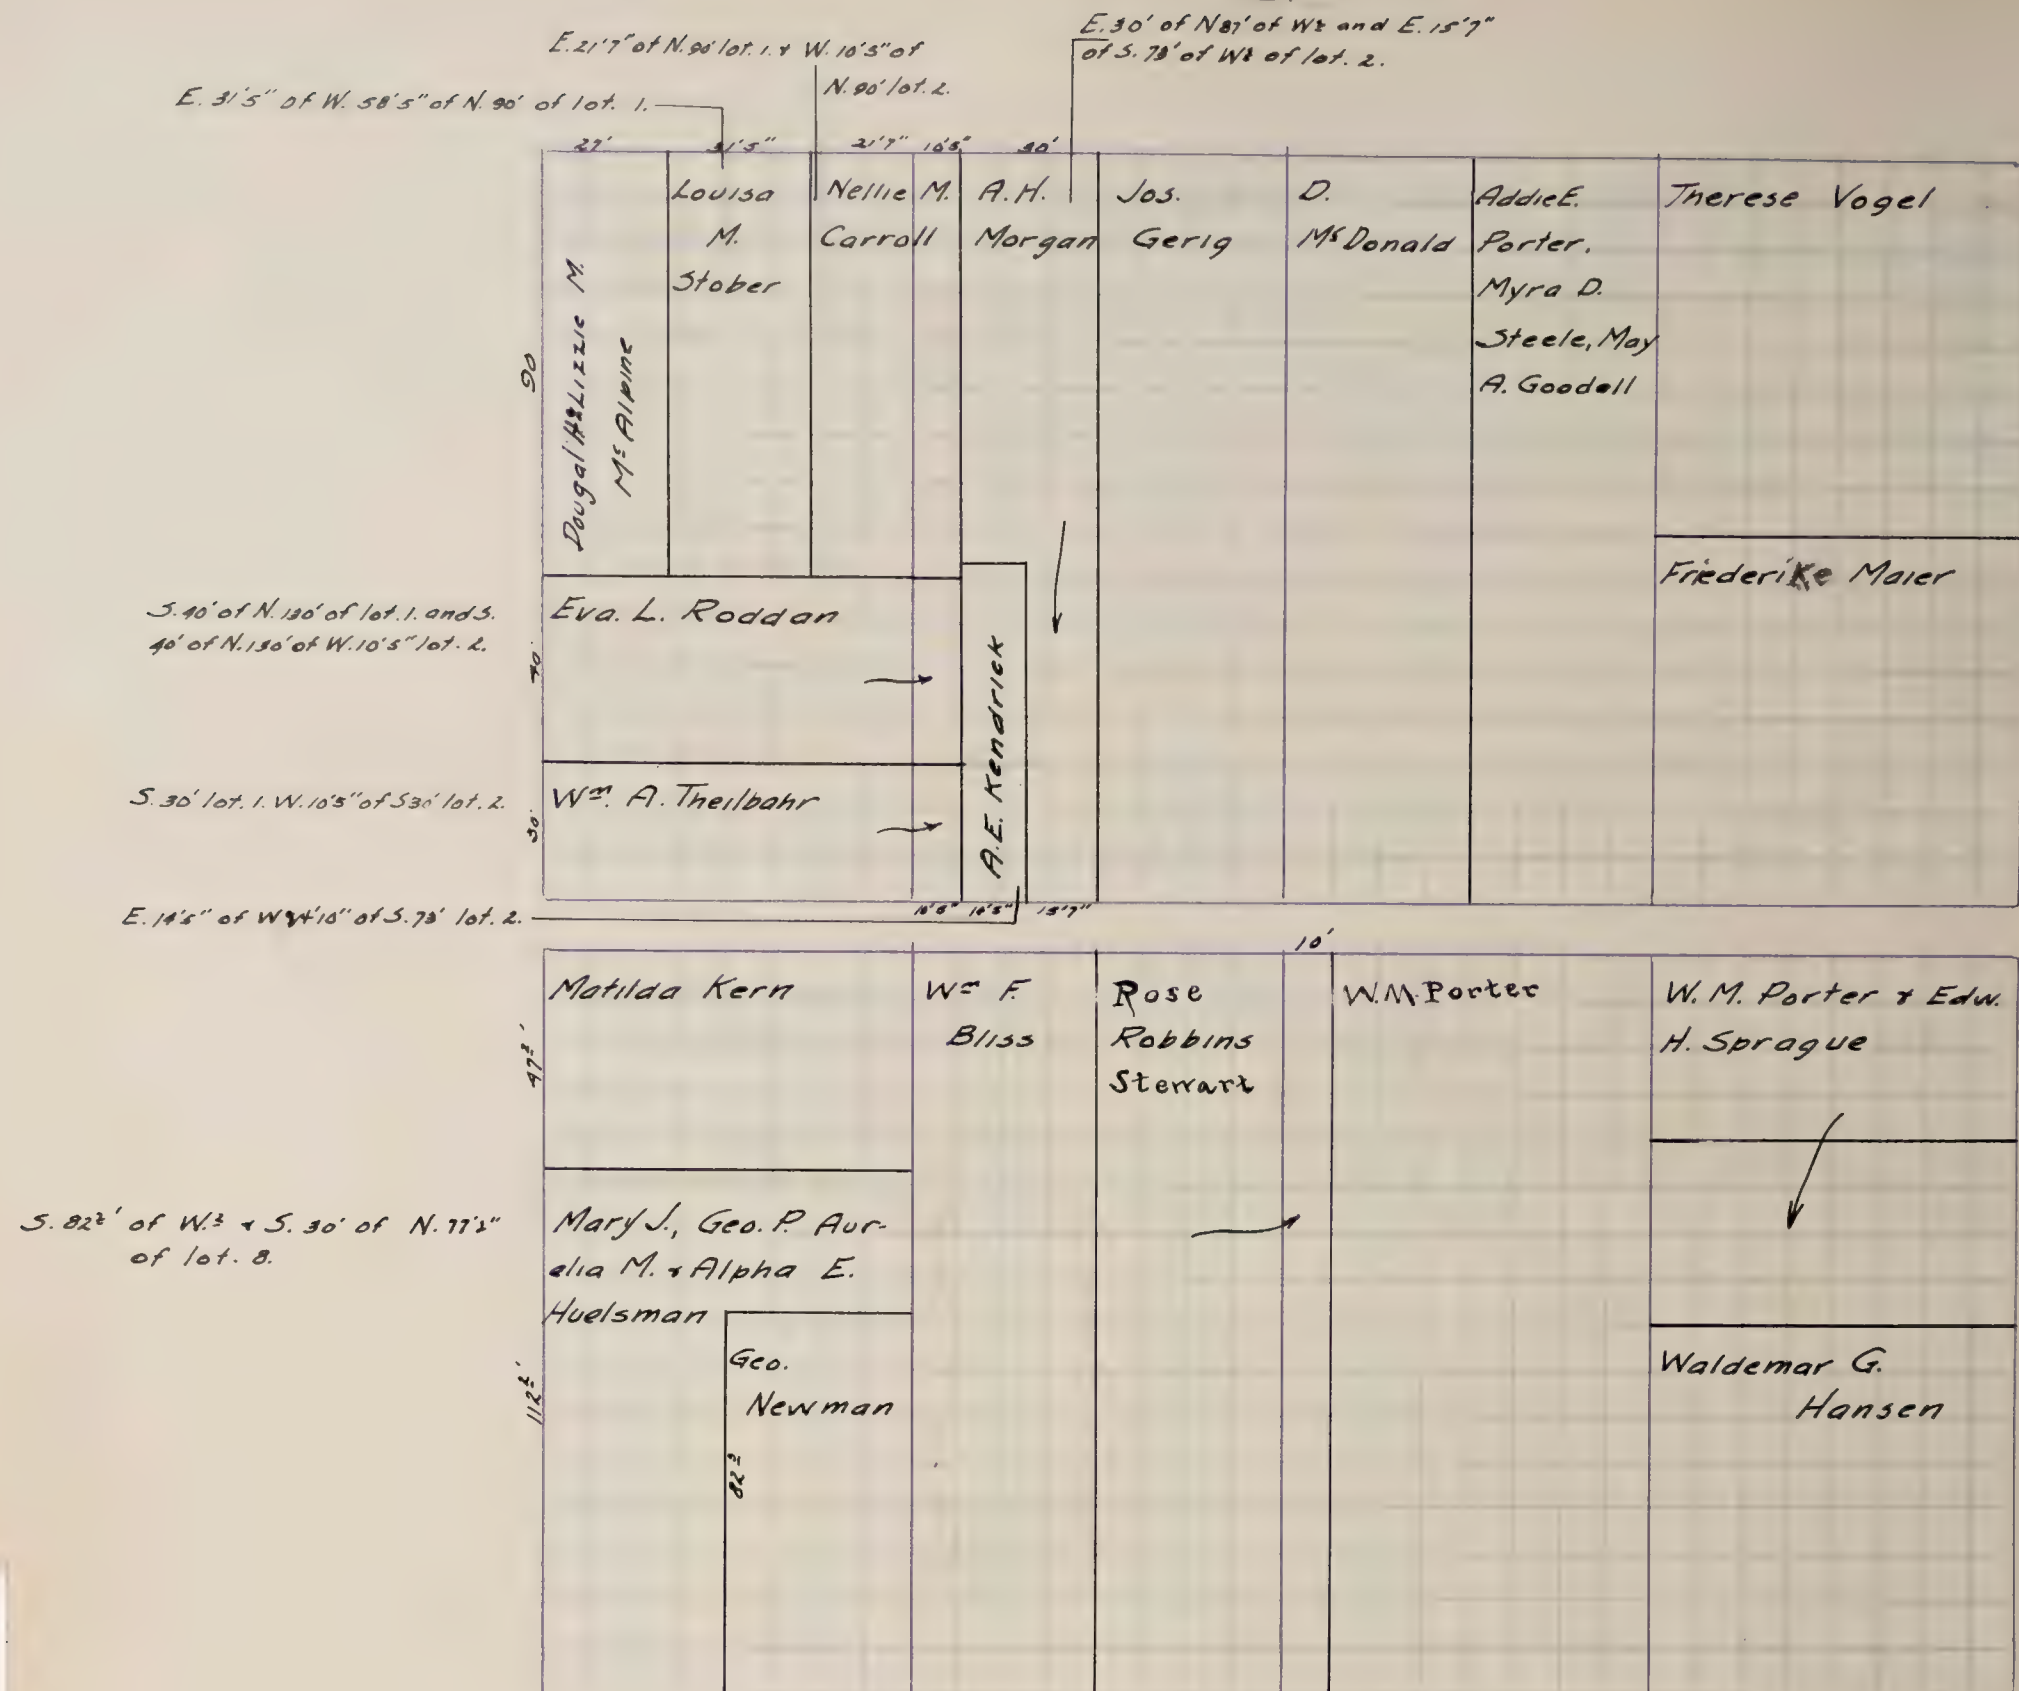 E. 30' of N 87' of W½ and E. 15'7"
of S. 73' of W½ of lot. 2.
E. 21'7" of N. 90' lot. 1. & W. 10'5" of
N. 90' lot. 2.
E. 31'5" of W. 58'5" of N. 90' of lot. 1.
27' 31'5" 21'7" 10'5" 30'
Dougal H & Lizzie M.
McAlpine
Louisa
M.
Stober
Nellie M.
Carroll
A. H.
Morgan
Jos.
Gerig
D.
McDonald
Addie E.
Porter.
Myra D.
Steele, May
A. Goodell
Therese Vogel
90
Friederike Maier
S. 40' of N. 130' of lot. 1. and S.
40' of N. 130' of W. 10'5" lot. 2.
40'
Eva. L. Roddan
A. E. Kendrick
S. 30' lot. 1. W. 10'5" of S 30' lot. 2.
30'
Wm. A. Theilbahr
E. 14'5" of W 24'10" of S. 73' lot. 2.
10'5" 14'5" 15'7"
10'
Matilda Kern
Wm F.
Bliss
Rose
Robbins
Stewart
W. M. Porter
W. M. Porter & Edw.
H. Sprague
47½'
S. 82½' of W.½ & S. 30' of N. 77½'
of lot. 8.
Mary J., Geo. P. Aur-
elia M. & Alpha E.
Huelsman
112½'
Geo.
Newman
82½
Waldemar G.
Hansen